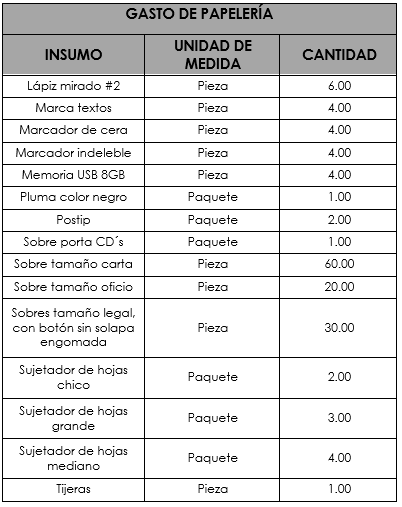 GASTO DE PAPELERÍA
INSUMO UNIDAD DE MEDIDA CANTIDAD
Lápiz mirado #2 Pieza 6.00
Marca textos Pieza 4.00
Marcador de cera Pieza 4.00
Marcador indeleble Pieza 4.00
Memoria USB 8GB Pieza 4.00
Pluma color negro Paquete 1.00
Postip Paquete 2.00
Sobre porta CD´s Paquete 1.00
Sobre tamaño carta Pieza 60.00
Sobre tamaño oficio Pieza 20.00
Sobres tamaño legal,
con botón sin solapa Pieza 30.00
engomada
Sujetador de hojas
chico Paquete 2.00
Sujetador de hojas
grande Paquete 3.00
Sujetador de hojas
mediano Paquete 4.00
Tijeras Pieza 1.00